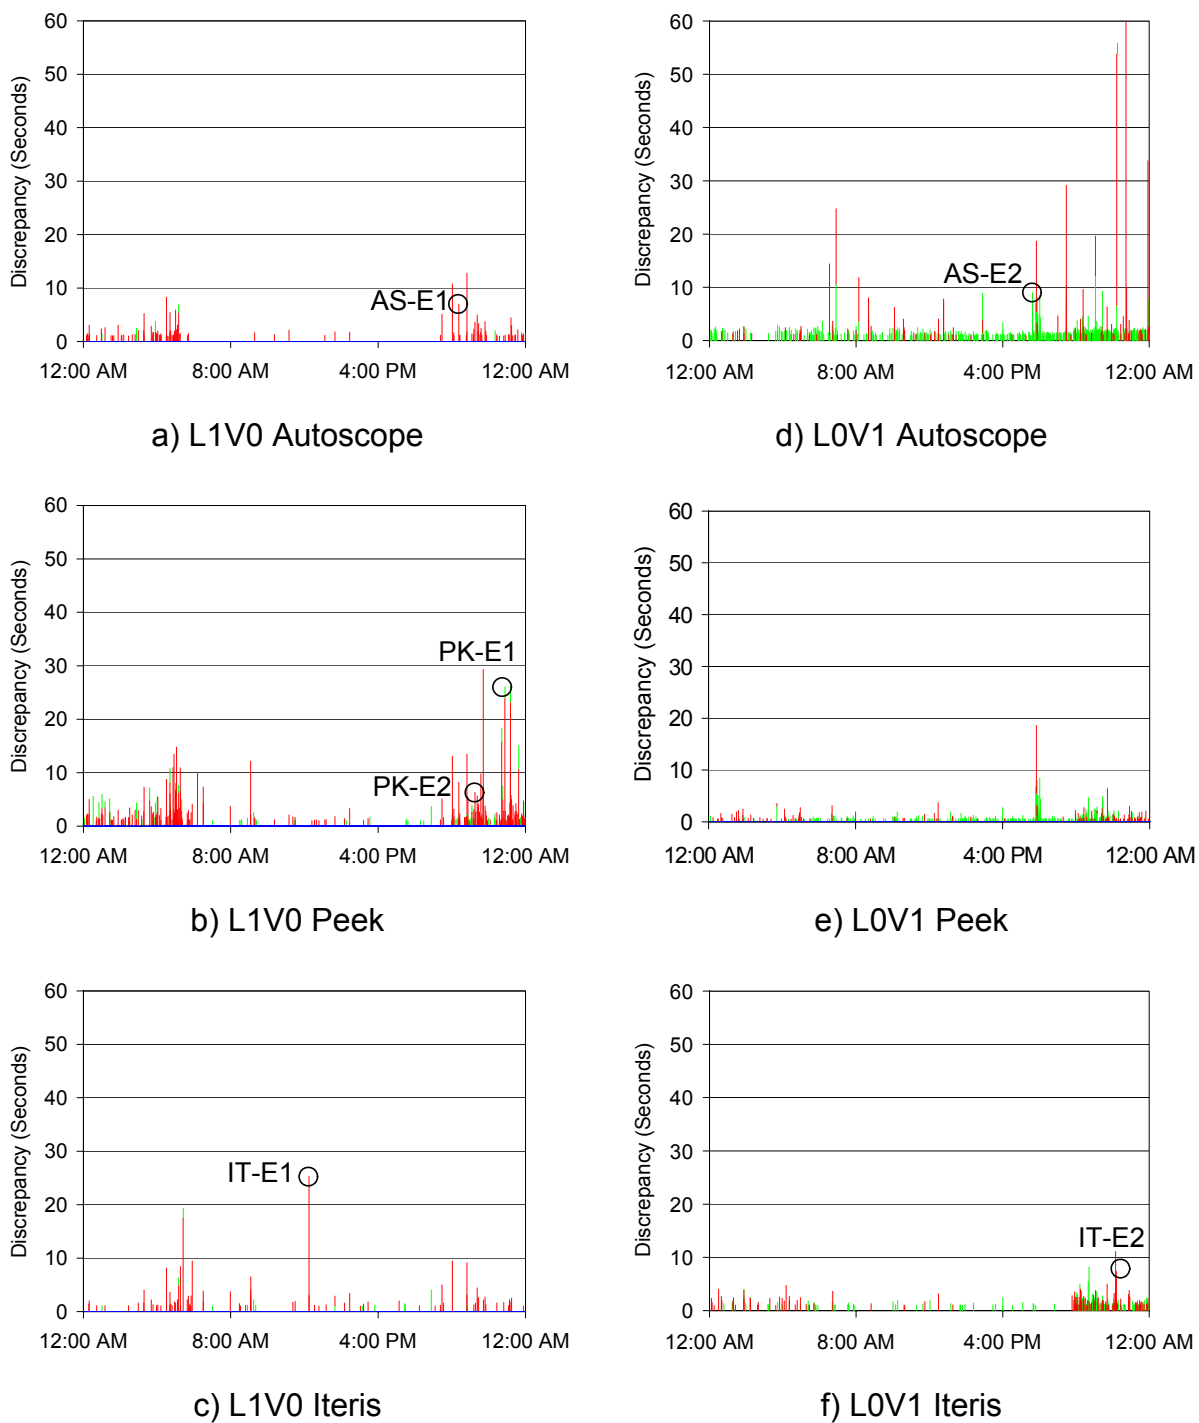 60
50
40
30
20
10
0
Discrepancy (Seconds)
AS-E1
12:00 AM 8:00 AM 4:00 PM 12:00 AM
a) L1V0 Autoscope
60
50
40
30
20
10
0
Discrepancy (Seconds)
AS-E2
12:00 AM 8:00 AM 4:00 PM 12:00 AM
d) L0V1 Autoscope
60
50
40
30
20
10
0
Discrepancy (Seconds)
PK-E1
PK-E2
12:00 AM 8:00 AM 4:00 PM 12:00 AM
b) L1V0 Peek
60
50
40
30
20
10
0
Discrepancy (Seconds)
12:00 AM 8:00 AM 4:00 PM 12:00 AM
e) L0V1 Peek
60
50
40
30
20
10
0
Discrepancy (Seconds)
IT-E1
12:00 AM 8:00 AM 4:00 PM 12:00 AM
c) L1V0 Iteris
60
50
40
30
20
10
0
Discrepancy (Seconds)
IT-E2
12:00 AM 8:00 AM 4:00 PM 12:00 AM
f) L0V1 Iteris